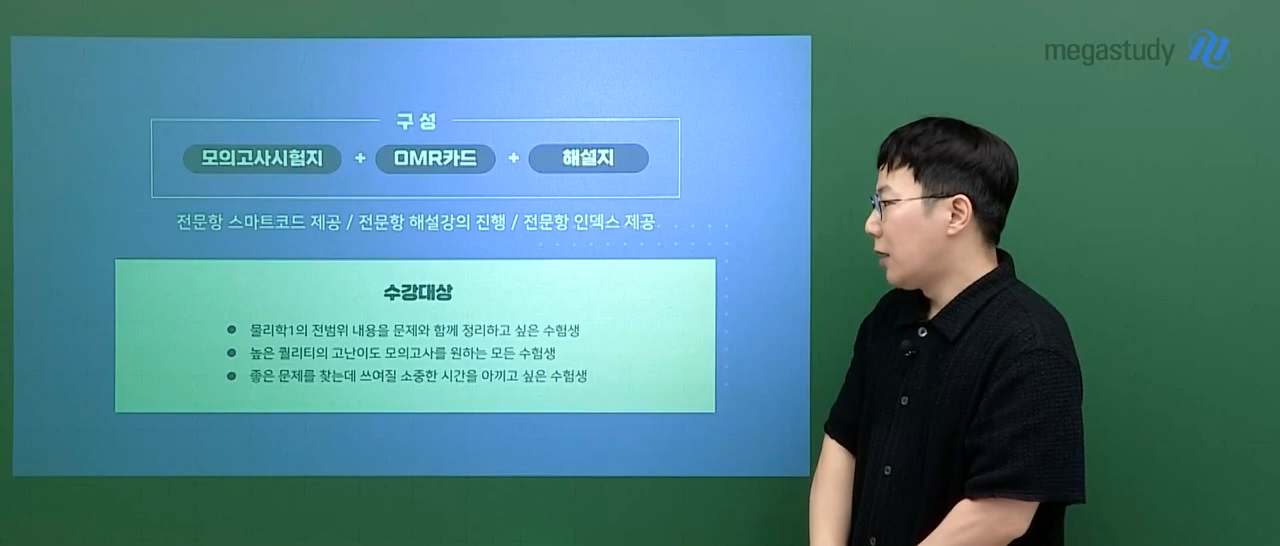 megastudy
구성
모의고사시험지 + OMR카드 + 해설지
전문항 스마트코드 제공 / 전문항 해설강의 진행 / 전문항 인덱스 제공
수강대상
물리학1의 전범위 내용을 문제와 함께 정리하고 싶은 수험생
높은 퀄리티의 고난이도 모의고사를 원하는 모든 수험생
좋은 문제를 찾는데 쓰여질 소중한 시간을 아끼고 싶은 수험생